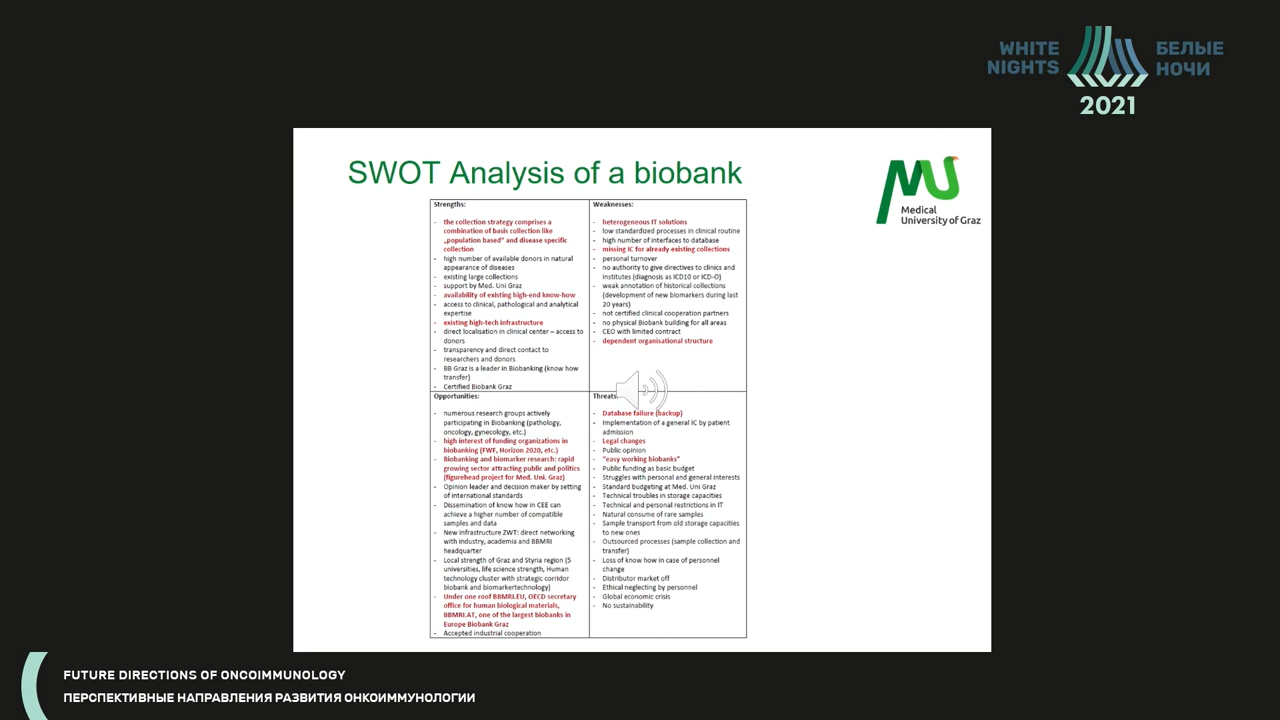 WHITE
NIGHTS
БЕЛЫЕ
НОЧИ
2021
SWOT Analysis of a biobank
MU
Medical
University of Graz
Strengths:
- the collection strategy comprises a
combination of basis collection like
„population based" and disease specific
collection
- high number of available donors in natural
appearance of diseases
- existing large collections
- support by Med. Uni Graz
- availability of existing high-end know-how
- access to clinical, pathological and analytical
expertise
- existing high-tech infrastructure
- direct localisation in clinical center – access to
donors
- transparency and direct contact to
researchers and donors
- BB Graz is a leader in Biobanking (know how
transfer)
- Certified Biobank Graz
Weaknesses:
- heterogeneous IT solutions
- low standardized processes in clinical routine
- high number of interfaces to database
- missing IC for already existing collections
- personal turnover
- no authority to give directives to clinics and
institutes (diagnosis as ICD10 or ICD-O)
- weak annotation of historical collections
(development of new biomarkers during last
20 years)
- not certified clinical cooperation partners
- no physical Biobank building for all areas
- CEO with limited contract
- dependent organisational structure
Opportunities:
- numerous research groups actively
participating in Biobanking (pathology,
oncology, gynecology, etc.)
- high interest of funding organizations in
biobanking (FWF, Horizon 2020, etc.)
- Biobanking and biomarker research: rapid
growing sector attracting public and politics
(figurehead project for Med. Uni. Graz)
- Opinion leader and decision maker by setting
of international standards
- Dissemination of know how in CEE can
achieve a higher number of compatible
samples and data
- New infrastructure ZWT: direct networking
with industry, academia and BBMRI
headquarter
- Local strength of Graz and Styria region (5
universities, life science strength, Human
technology cluster with strategic corridor
biobank and biomarkertechnology)
- Under one roof BBMRI.EU, OECD secretary
office for human biological materials,
BBMRI.AT, one of the largest biobanks in
Europe Biobank Graz
- Accepted industrial cooperation
Threats:
- Database failure (backup)
- Implementation of a general IC by patient
admission
- Legal changes
- Public opinion
- "easy working biobanks"
- Public funding as basic budget
- Struggles with personal and general interests
- Standard budgeting at Med. Uni Graz
- Technical troubles in storage capacities
- Technical and personal restrictions in IT
- Natural consume of rare samples
- Sample transport from old storage capacities
to new ones
- Outsourced processes (sample collection and
transfer)
- Loss of know how in case of personnel
change
- Distributor market off
- Ethical neglecting by personnel
- Global economic crisis
- No sustainability
FUTURE DIRECTIONS OF ONCOIMMUNOLOGY
ПЕРСПЕКТИВНЫЕ НАПРАВЛЕНИЯ РАЗВИТИЯ ОНКОИММУНОЛОГИИ